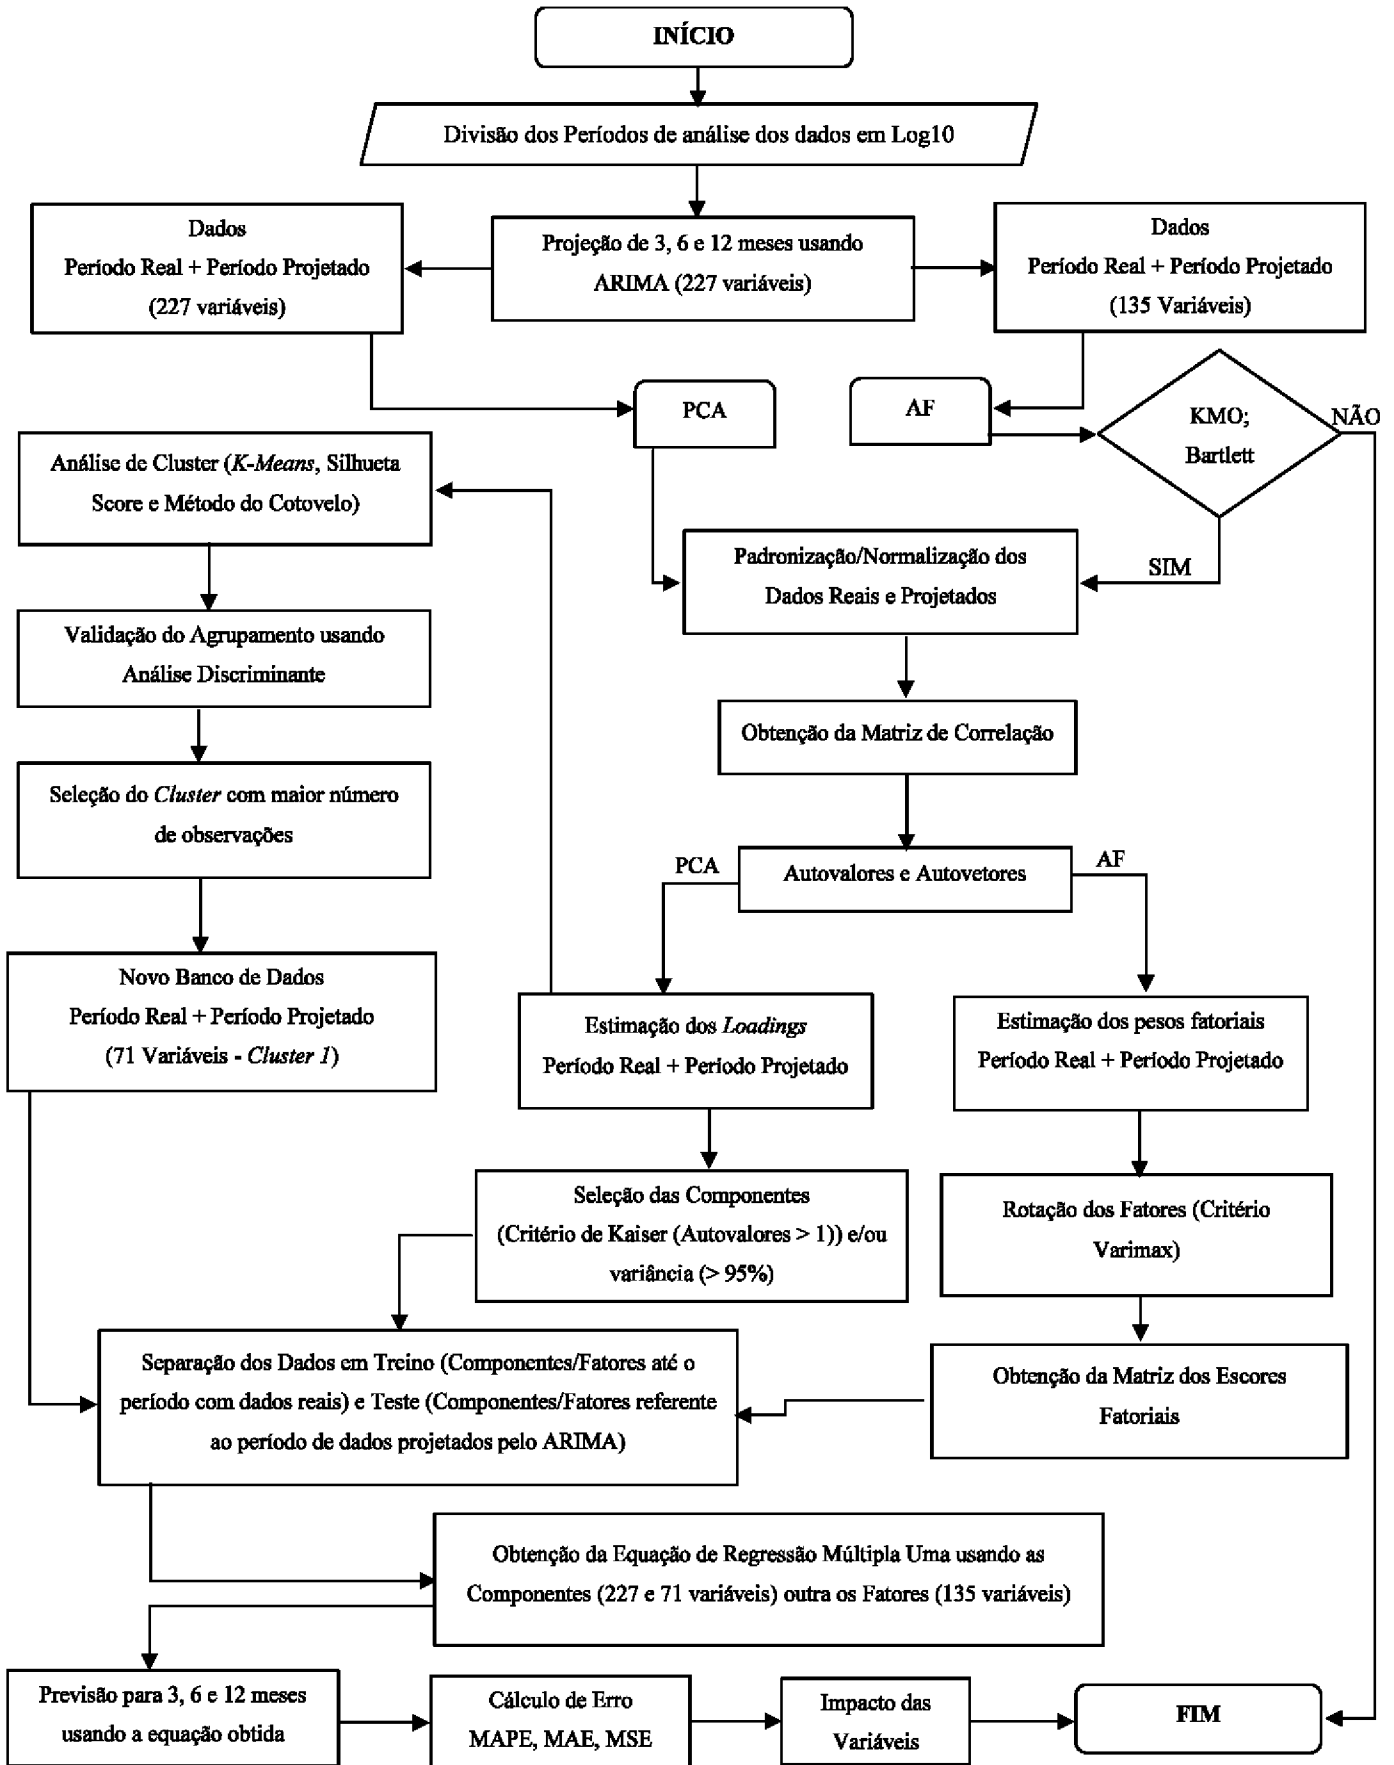 INÍCIO
Divisão dos Períodos de análise dos dados em Log10
Dados
Período Real + Período Projetado
(227 variáveis)
Projeção de 3, 6 e 12 meses usando
ARIMA (227 variáveis)
Dados
Período Real + Período Projetado
(135 Variáveis)
PCA
AF
KMO;
Bartlett
NÃO
SIM
Análise de Cluster (K-Means, Silhueta
Score e Método do Cotovelo)
Padronização/Normalização dos
Dados Reais e Projetados
Validação do Agrupamento usando
Análise Discriminante
Obtenção da Matriz de Correlação
Seleção do Cluster com maior número
de observações
PCA
Autovalores e Autovetores
AF
Novo Banco de Dados
Período Real + Período Projetado
(71 Variáveis - Cluster 1)
Estimação dos Loadings
Período Real + Período Projetado
Estimação dos pesos fatoriais
Período Real + Período Projetado
Seleção das Componentes
(Critério de Kaiser (Autovalores > 1)) e/ou
variância (> 95%)
Rotação dos Fatores (Critério
Varimax)
Separação dos Dados em Treino (Componentes/Fatores até o
período com dados reais) e Teste (Componentes/Fatores referente
ao período de dados projetados pelo ARIMA)
Obtenção da Matriz dos Escores
Fatoriais
Obtenção da Equação de Regressão Múltipla Uma usando as
Componentes (227 e 71 variáveis) outra os Fatores (135 variáveis)
Previsão para 3, 6 e 12 meses
usando a equação obtida
Cálculo de Erro
MAPE, MAE, MSE
Impacto das
Variáveis
FIM